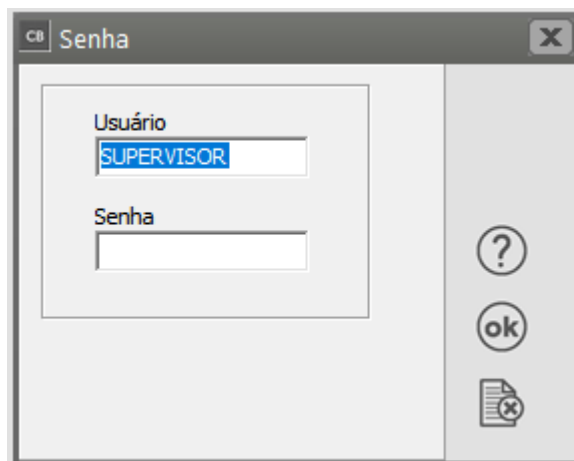 CB Senha
Usuário
SUPERVISOR
Senha
?
ok